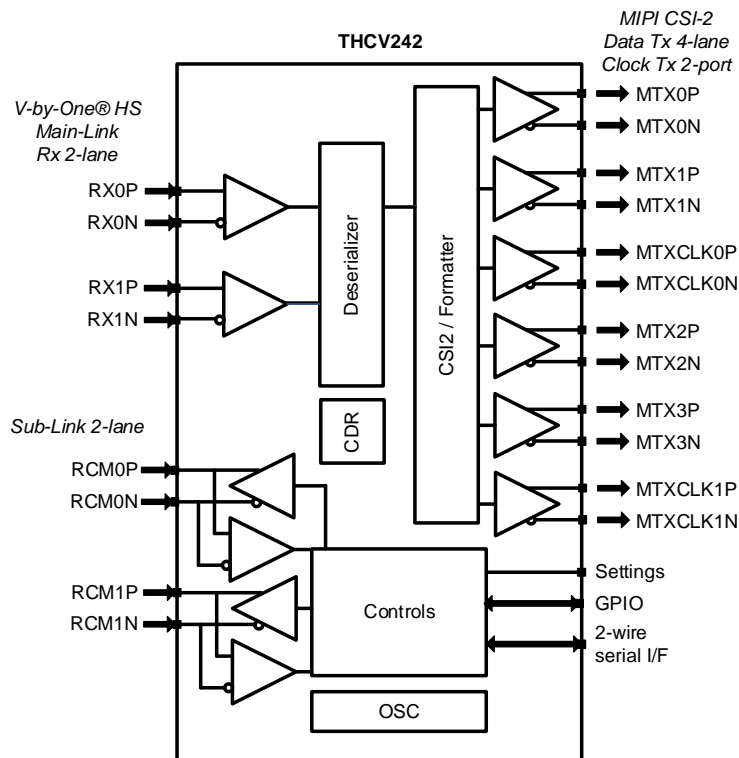 THCV242
MIPI CSI-2
Data Tx 4-lane
Clock Tx 2-port
V-by-One® HS
Main-Link
Rx 2-lane
RX0P
RX0N
RX1P
RX1N
Sub-Link 2-lane
RCM0P
RCM0N
RCM1P
RCM1N
Deserializer
CDR
CSI2 / Formatter
Controls
OSC
MTX0P
MTX0N
MTX1P
MTX1N
MTXCLK0P
MTXCLK0N
MTX2P
MTX2N
MTX3P
MTX3N
MTXCLK1P
MTXCLK1N
Settings
GPIO
2-wire
serial I/F